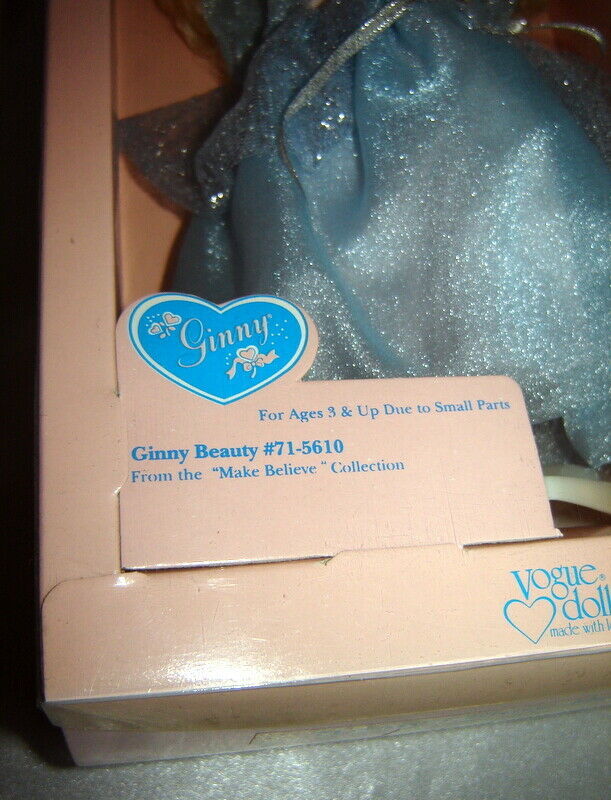 Ginny®
For Ages 3 & Up Due to Small Parts
Ginny Beauty #71-5610
From the "Make Believe" Collection
Vogue®
doll
made with l